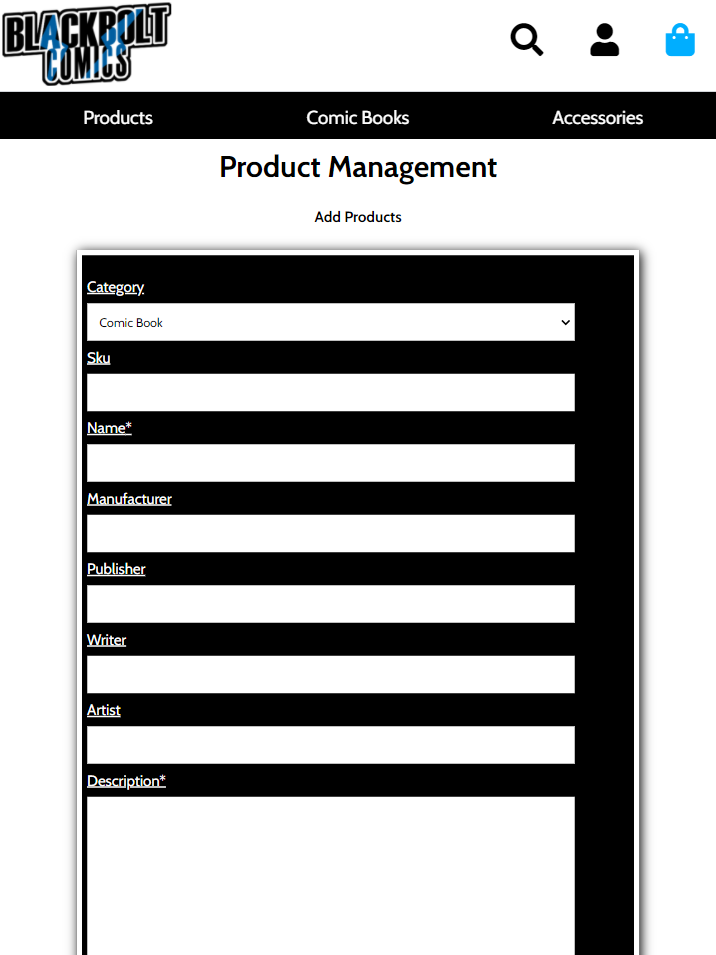 BLACKBOLT
COMICS
Products Comic Books Accessories
Product Management
Add Products
Category
Comic Book
Sku
Name*
Manufacturer
Publisher
Writer
Artist
Description*